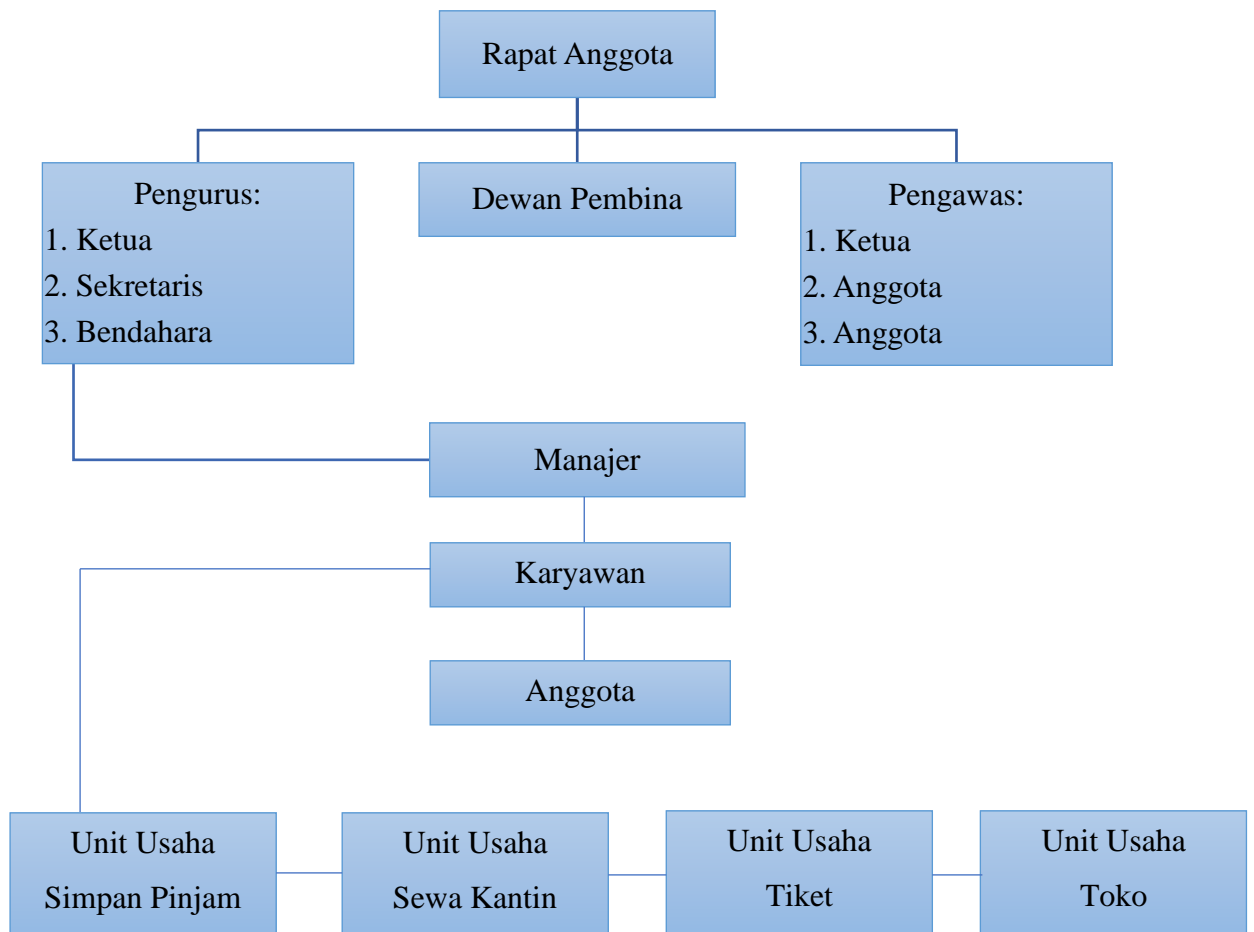 Rapat Anggota
Pengurus:
1. Ketua
2. Sekretaris
3. Bendahara
Dewan Pembina
Pengawas:
1. Ketua
2. Anggota
3. Anggota
Manajer
Karyawan
Anggota
Unit Usaha
Simpan Pinjam
Unit Usaha
Sewa Kantin
Unit Usaha
Tiket
Unit Usaha
Toko